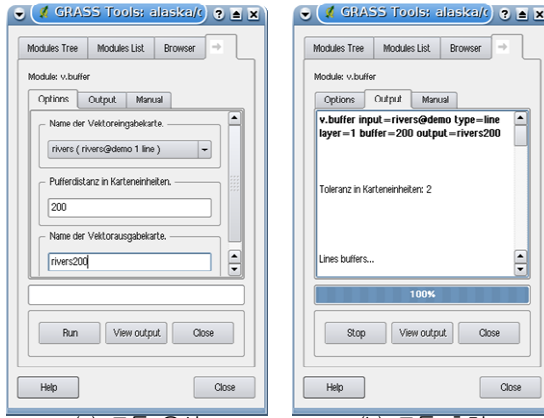 GRASS Tools: alaska/c
Modules Tree Modules List Browser
Module: v.buffer
Options Output Manual
Name der Vektoreingabekarte.
rivers ( rivers@demo 1 line )
Pufferdistanz in Karteneinheiten.
200
Name der Vektorausgabekarte.
rivers200
Run View output Close
Help Close
GRASS Tools: alaska/c
Modules Tree Modules List Browser
Module: v.buffer
Options Output Manual
v.buffer input=rivers@demo type=line
layer=1 buffer=200 output=rivers200
Toleranz in Karteneinheiten: 2
Lines buffers...
100%
Stop View output Close
Help Close